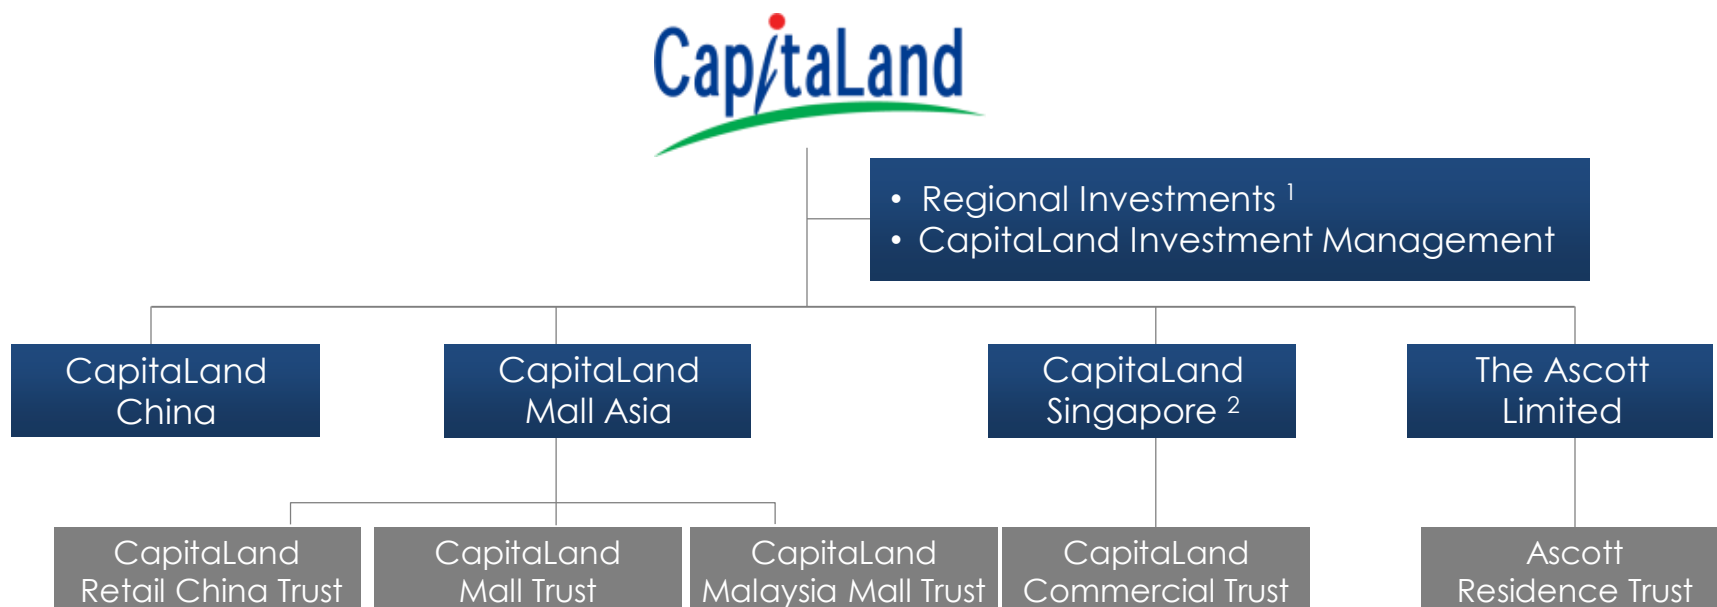 CapitaLand
• Regional Investments 1
• CapitaLand Investment Management
CapitaLand
China
CapitaLand
Mall Asia
CapitaLand
Singapore 2
The Ascott
Limited
CapitaLand
Retail China Trust
CapitaLand
Mall Trust
CapitaLand
Malaysia Mall Trust
CapitaLand
Commercial Trust
Ascott
Residence Trust